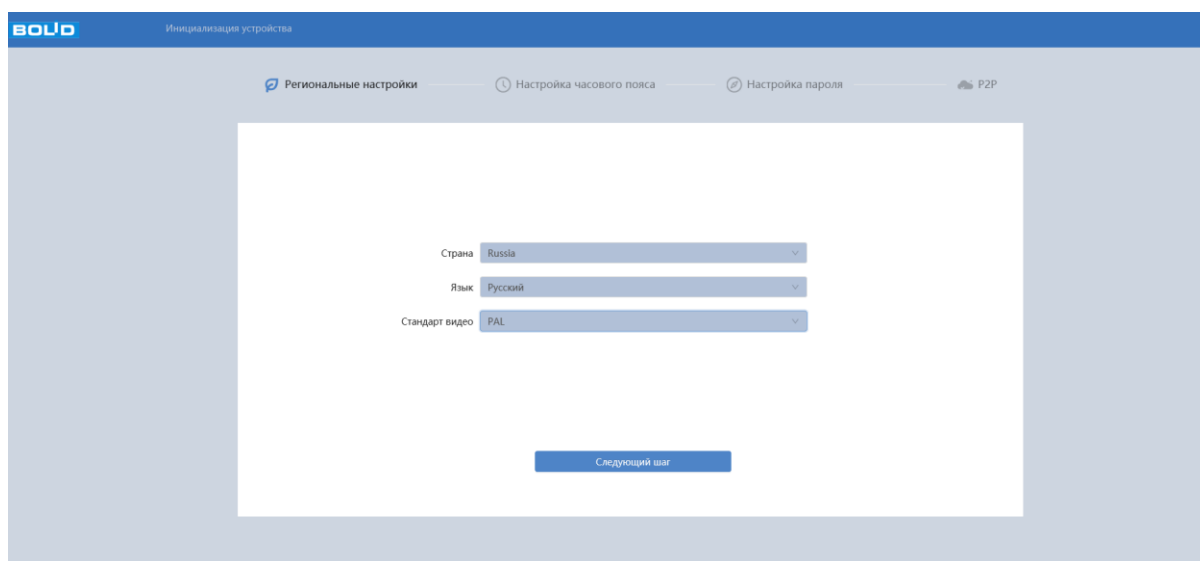 BOLID
Инициализация устройства
Региональные настройки
Настройка часового пояса
Настройка пароля
P2P
Страна
Russia
Язык
Русский
Стандарт видео
PAL
Следующий шаг